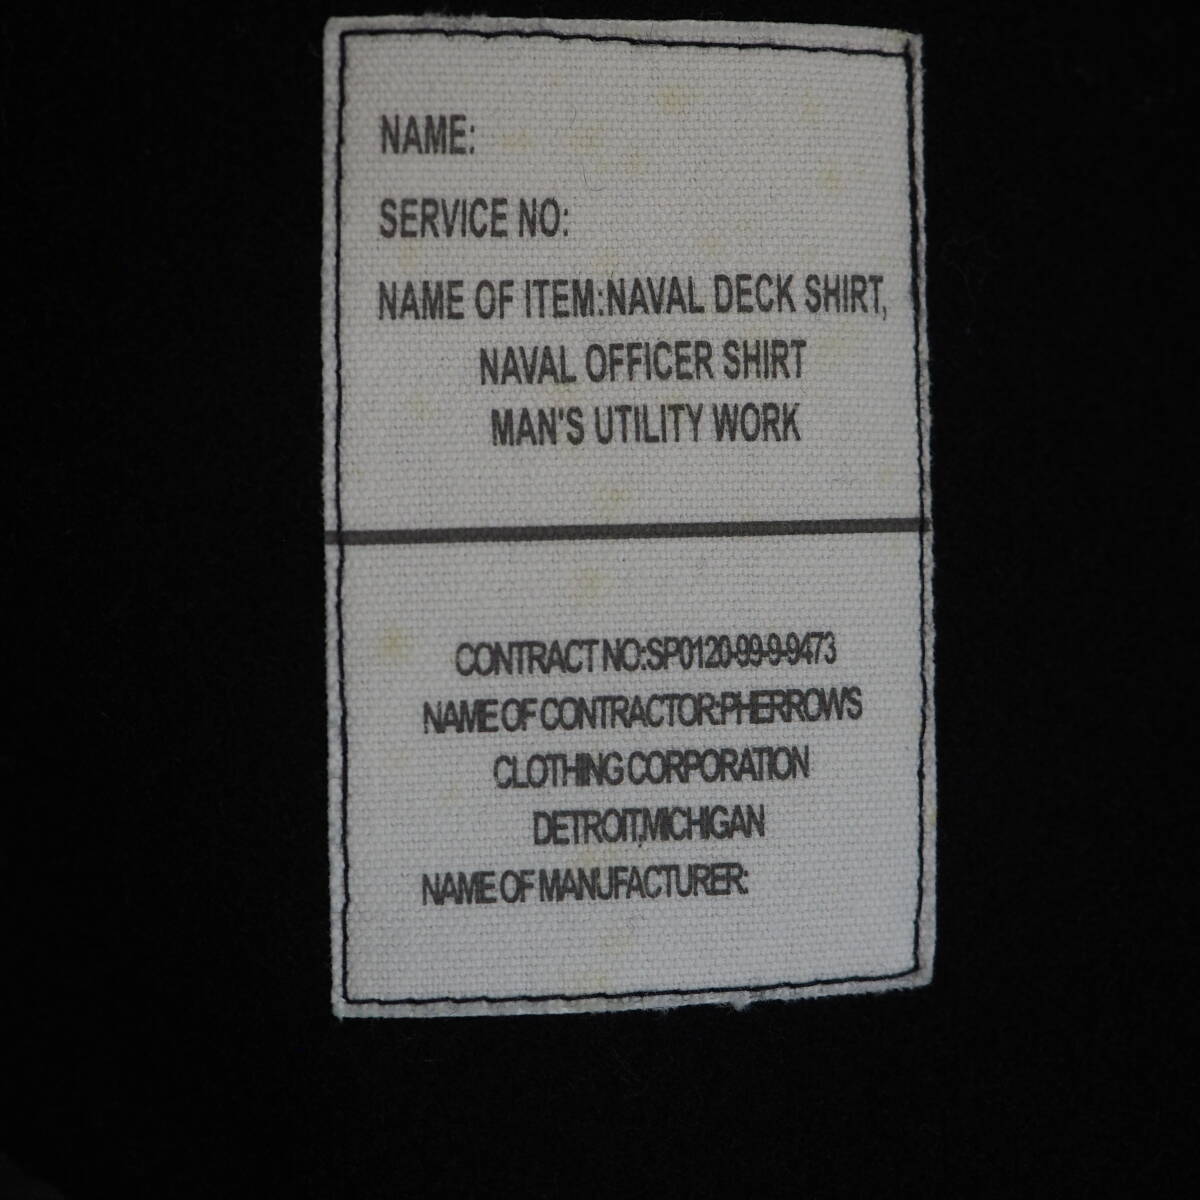 NAME:
SERVICE NO:
NAME OF ITEM:NAVAL DECK SHIRT,
NAVAL OFFICER SHIRT
MAN'S UTILITY WORK
CONTRACT NO:SP0120-99-9-9473
NAME OF CONTRACTOR:PHERROW'S
CLOTHING CORPORATION
DETROIT,MICHIGAN
NAME OF MANUFACTURER: